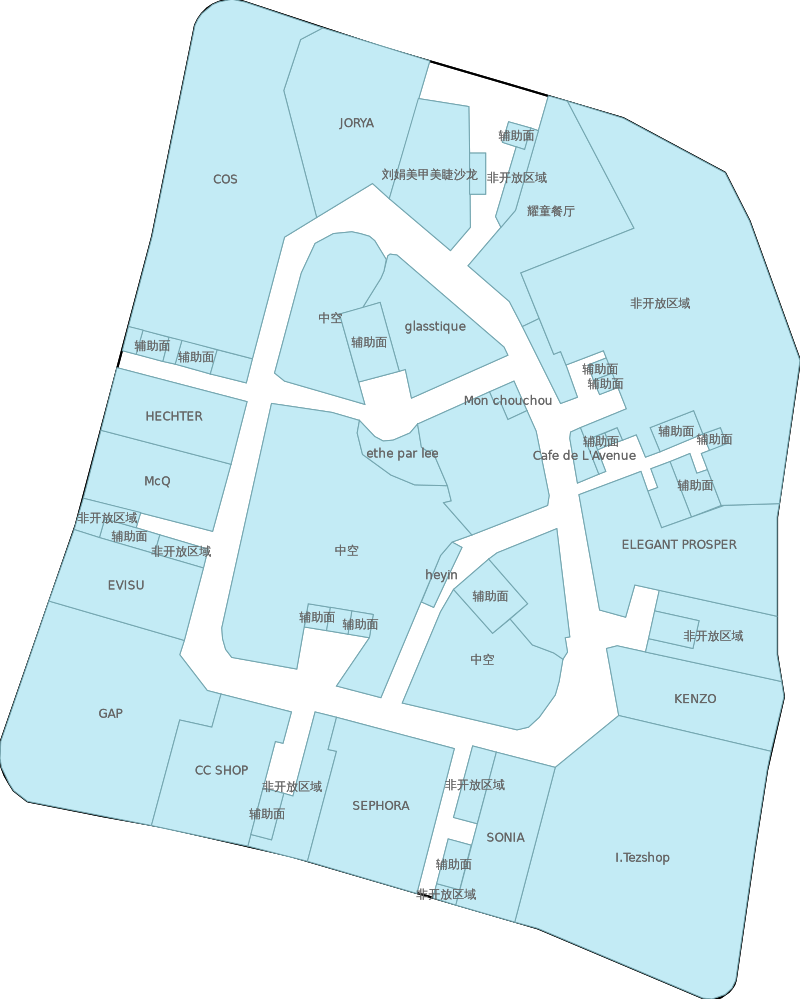 JORYA
辅助面
刘娟美甲美睫沙龙
非开放区域
COS
耀童餐厅
非开放区域
中空
glasstique
辅助面
辅助面
辅助面
辅助面
辅助面
Mon chouchou
HECHTER
辅助面
辅助面
辅助面
ethe par lee
Cafe de L'Avenue
McQ
辅助面
非开放区域
辅助面
非开放区域
中空
ELEGANT PROSPER
heyin
EVISU
辅助面
辅助面
辅助面
非开放区域
中空
KENZO
GAP
CC SHOP
非开放区域
非开放区域
SEPHORA
辅助面
SONIA
I.Tezshop
辅助面
非开放区域